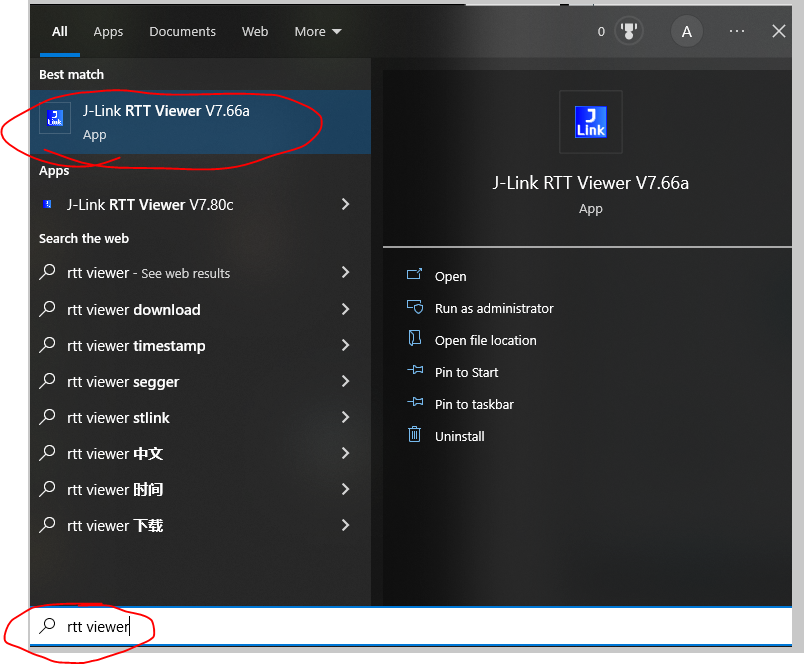 All Apps Documents Web More 0 A ...
Best match
J-Link RTT Viewer V7.66a
App
Apps
J-Link RTT Viewer V7.80c
Search the web
rtt viewer - See web results
rtt viewer download
rtt viewer timestamp
rtt viewer segger
rtt viewer stlink
rtt viewer 中文
rtt viewer 时间
rtt viewer 下载
J
Link
J-Link RTT Viewer V7.66a
App
Open
Run as administrator
Open file location
Pin to Start
Pin to taskbar
Uninstall
rtt viewer